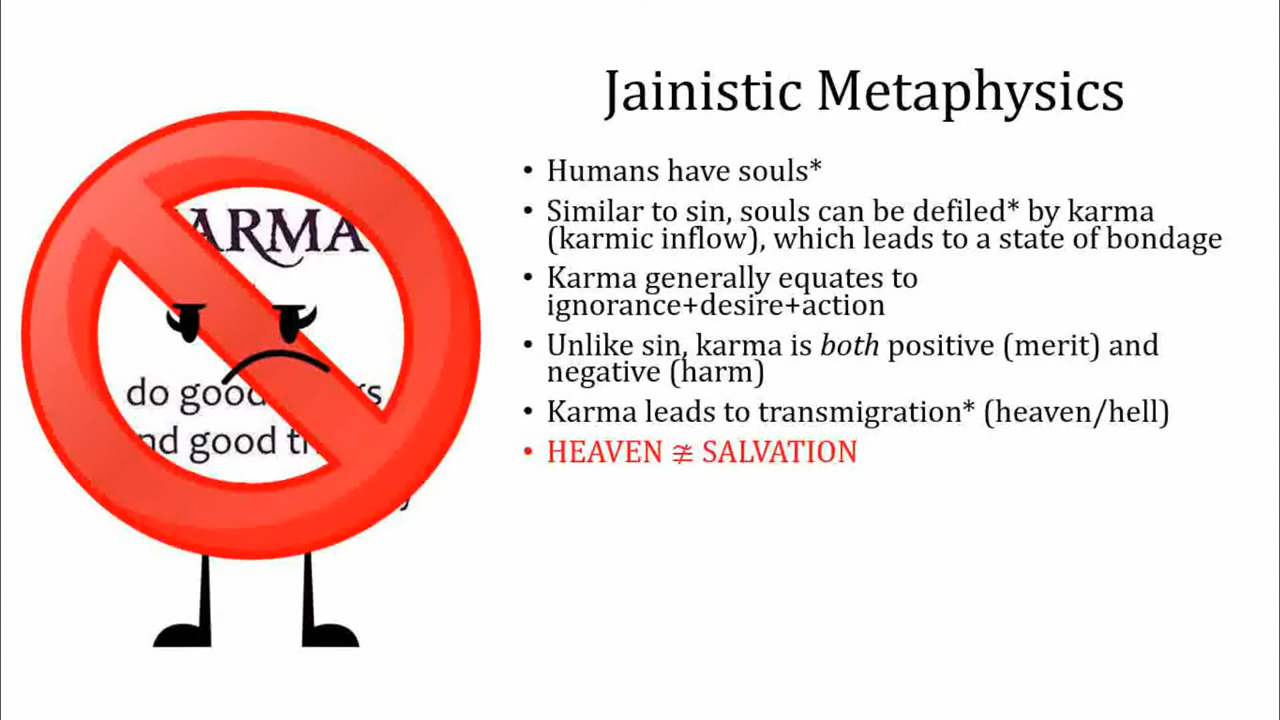 Jainistic Metaphysics
• Humans have souls*
• Similar to sin, souls can be defiled* by karma
(karmic inflow), which leads to a state of bondage
• Karma generally equates to
ignorance+desire+action
• Unlike sin, karma is both positive (merit) and
negative (harm)
• Karma leads to transmigration* (heaven/hell)
• HEAVEN ≇ SALVATION
ARMA
do good
good